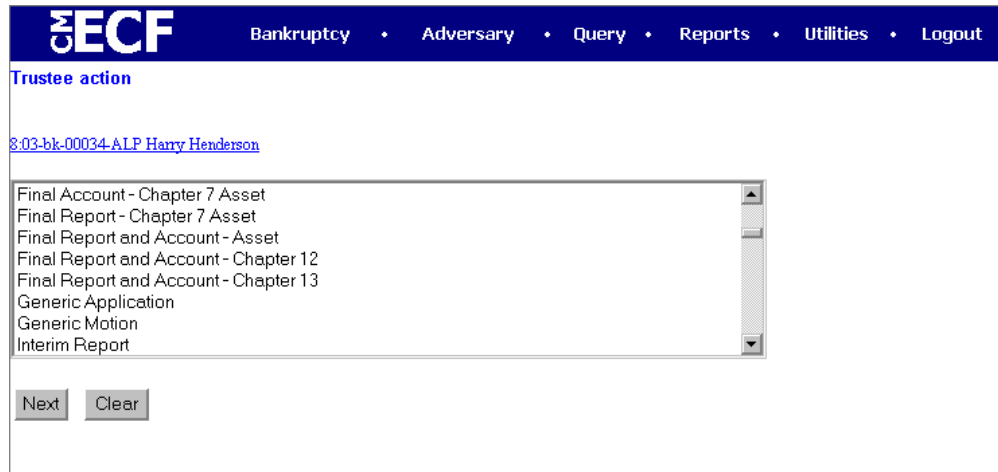 CM ECF Bankruptcy • Adversary • Query • Reports • Utilities • Logout
Trustee action
8:03-bk-00034-ALP Harry Henderson
Final Account - Chapter 7 Asset
Final Report - Chapter 7 Asset
Final Report and Account - Asset
Final Report and Account - Chapter 12
Final Report and Account - Chapter 13
Generic Application
Generic Motion
Interim Report
Next Clear